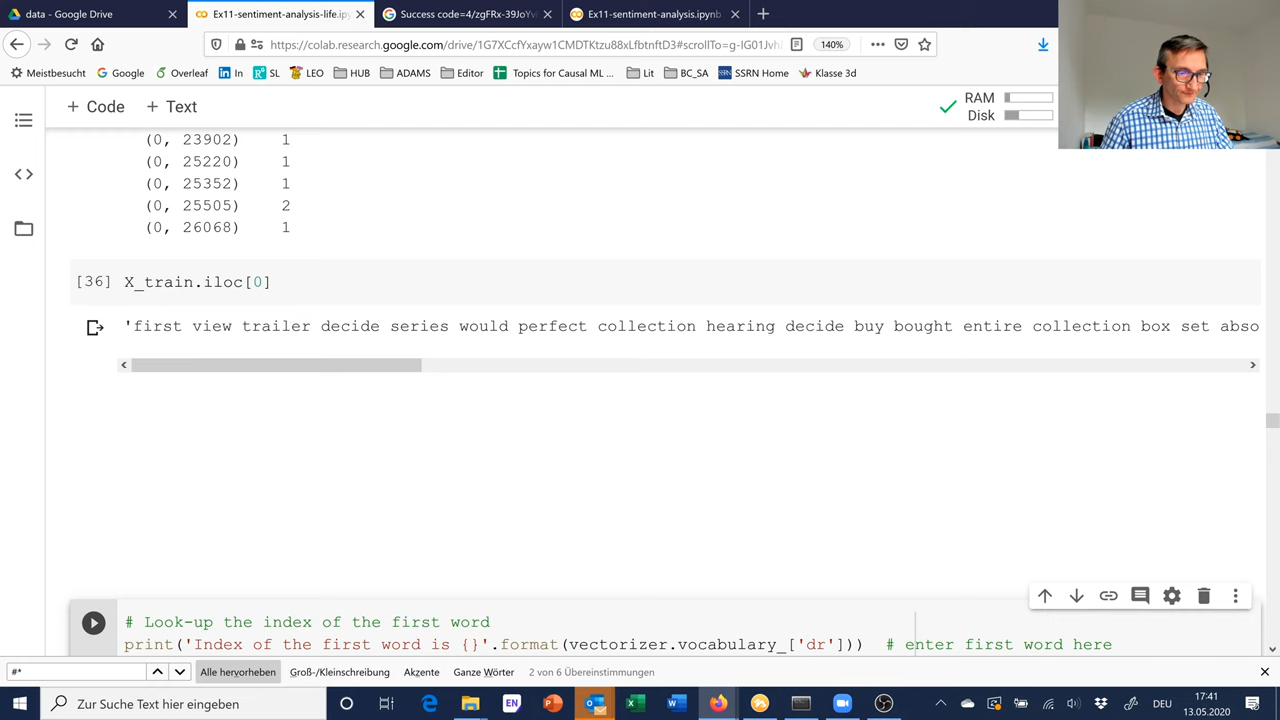 data - Google Drive
Ex11-sentiment-analysis-life.ipy
Success code=4/zgFRx-39JoYv
Ex11-sentiment-analysis.ipynb
https://colab.research.google.com/drive/1G7XCcfYxayw1CMDTKtzu88xLfbtnftD3#scrollTo=g-IG01Jvh
140%
Meistbesucht
Google
Overleaf
In
SL
LEO
HUB
ADAMS
Editor
Topics for Causal ML ...
Lit
BC_SA
SSRN Home
Klasse 3d
+ Code
+ Text
RAM
Disk
(0, 23902) 1
(0, 25220) 1
(0, 25352) 1
(0, 25505) 2
(0, 26068) 1
[36] X_train.iloc[0]
'first view trailer decide series would perfect collection hearing decide buy bought entire collection box set abso
# Look-up the index of the first word
print('Index of the first word is {}'.format(vectorizer.vocabulary_['dr'])) # enter first word here
#*
Alle hervorheben
Groß-/Kleinschreibung
Akzente
Ganze Wörter
2 von 6 Übereinstimmungen
Zur Suche Text hier eingeben
EN
DEU
17:41
13.05.2020